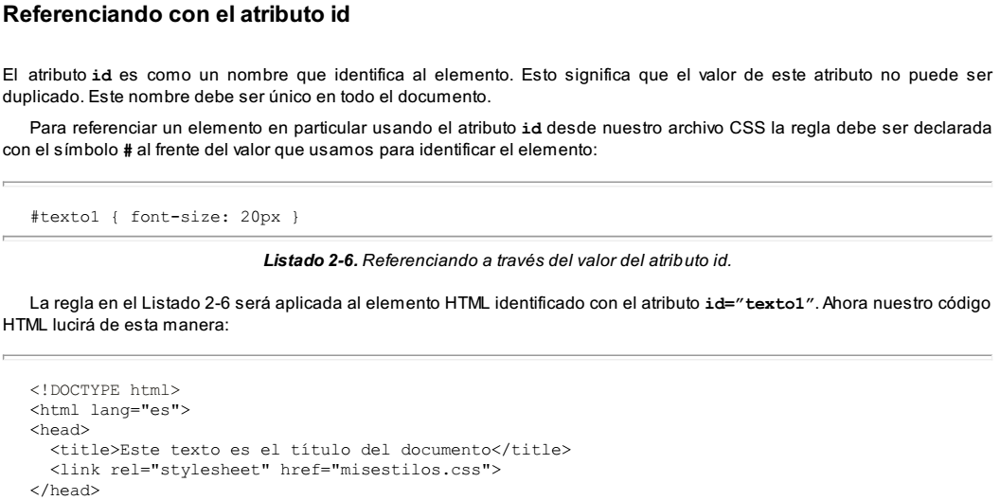 Referenciando con el atributo id
El atributo id es como un nombre que identifica al elemento. Esto significa que el valor de este atributo no puede ser
duplicado. Este nombre debe ser único en todo el documento.
Para referenciar un elemento en particular usando el atributo id desde nuestro archivo CSS la regla debe ser declarada
con el símbolo # al frente del valor que usamos para identificar el elemento:
#texto1 { font-size: 20px }
Listado 2-6. Referenciando a través del valor del atributo id.
La regla en el Listado 2-6 será aplicada al elemento HTML identificado con el atributo id=”texto1”. Ahora nuestro código
HTML lucirá de esta manera:
<!DOCTYPE html>
<html lang="es">
<head>
<title>Este texto es el título del documento</title>
<link rel="stylesheet" href="misestilos.css">
</head>